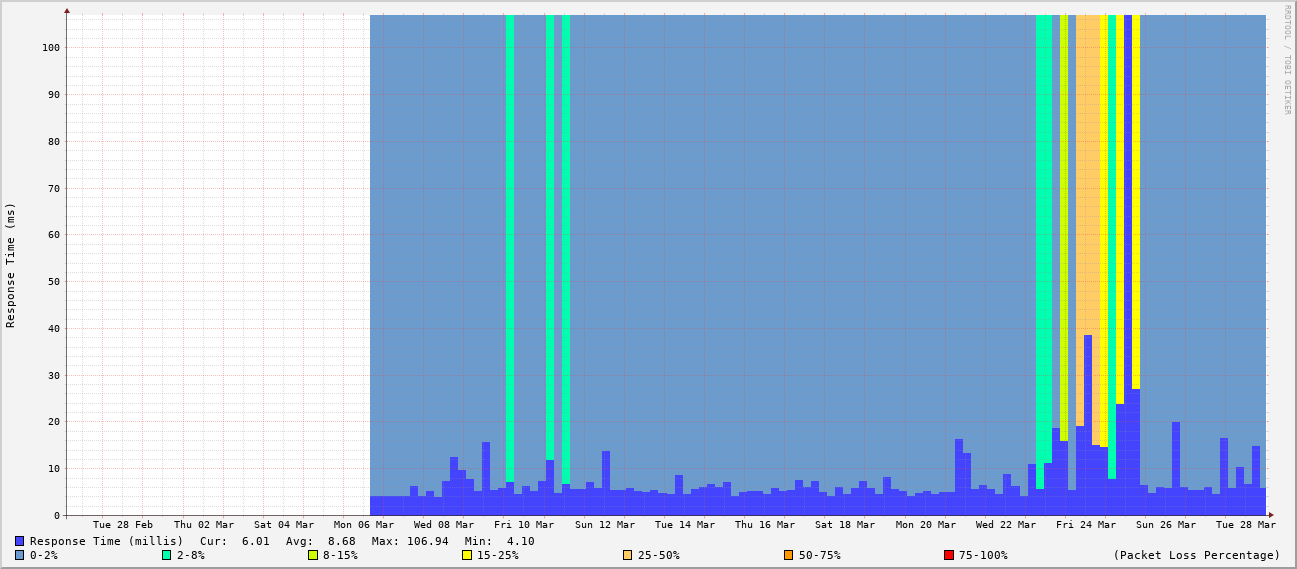 RRDTOOL / TOBI OETIKER
Response Time (ms)
100
90
80
70
60
50
40
30
20
10
0
Tue 28 Feb Thu 02 Mar Sat 04 Mar Mon 06 Mar Wed 08 Mar Fri 10 Mar Sun 12 Mar Tue 14 Mar Thu 16 Mar Sat 18 Mar Mon 20 Mar Wed 22 Mar Fri 24 Mar Sun 26 Mar Tue 28 Mar
Response Time (millis) Cur: 6.01 Avg: 8.68 Max: 106.94 Min: 4.10
0-2% 2-8% 8-15% 15-25% 25-50% 50-75% 75-100% (Packet Loss Percentage)